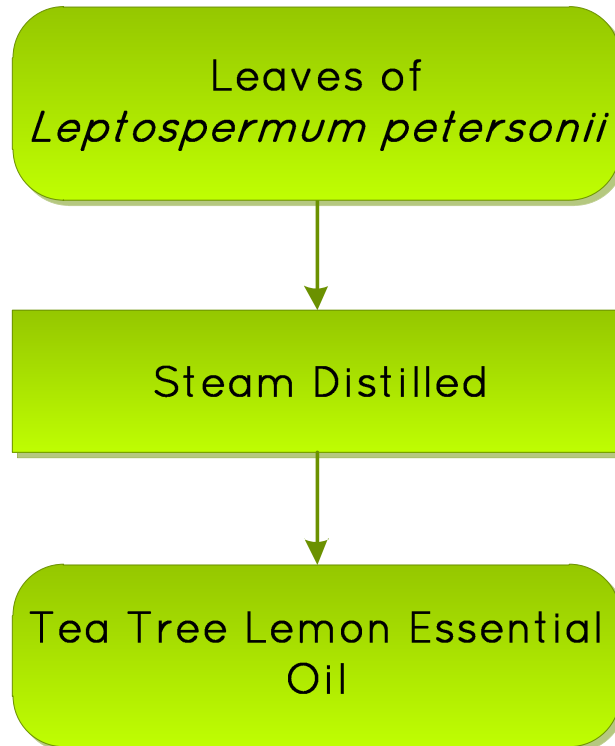 Leaves of
Leptospermum petersonii
Steam Distilled
Tea Tree Lemon Essential
Oil